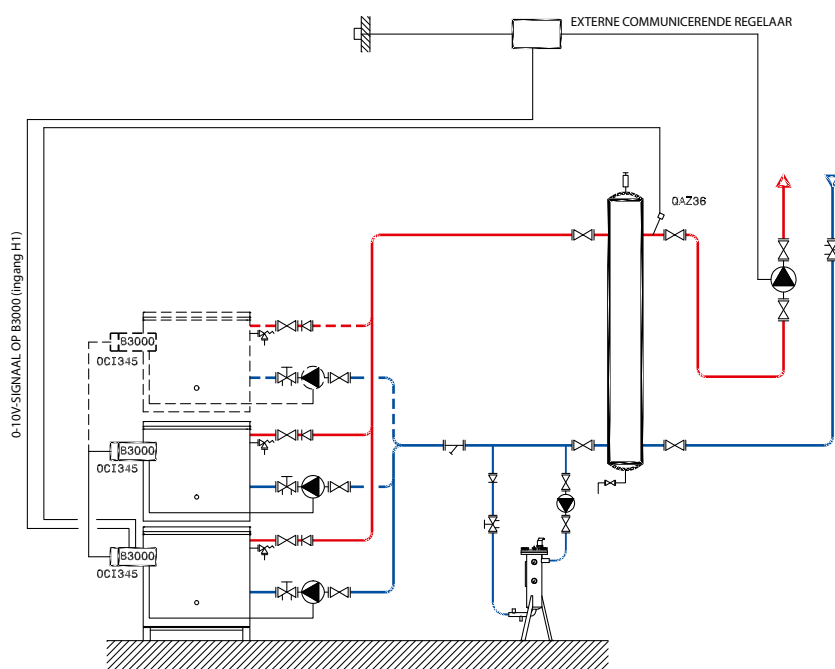 EXTERNE COMMUNICERENDE REGELAAR
QAZ36
0-10V-SIGNAAL OP B3000 (ingang H1)
B3000
OCI345
B3000
OCI345
B3000
OCI345